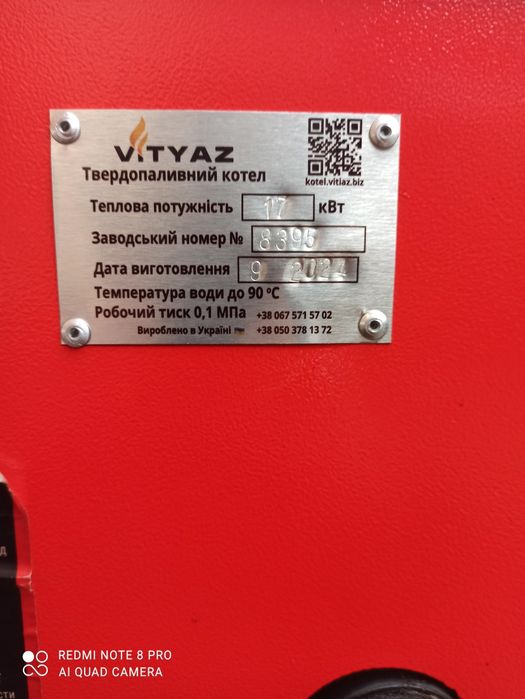 VITYAZ
kotel.vitiaz.biz
Твердопаливний котел
Теплова потужність 17 кВт
Заводський номер № 8395
Дата виготовлення 9 2024
Температура води до 90 ºС
Робочий тиск 0,1 МПа +38 067 571 57 02
Вироблено в Україні +38 050 378 13 72
REDMI NOTE 8 PRO
AI QUAD CAMERA